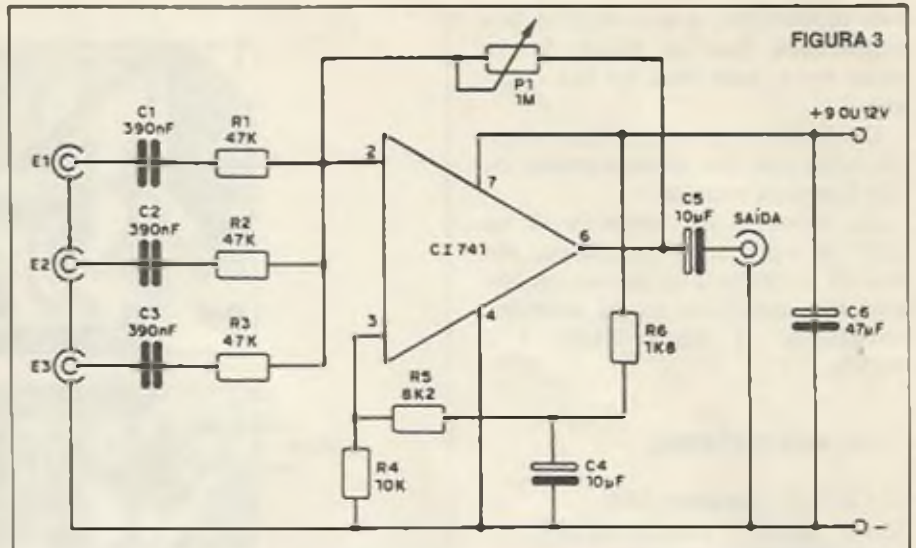 FIGURA 3
P1
1M
+9 OU 12V
C1
390nF
R1
47K
E1
2
7
C2
390nF
R2
47K
E2
CI 741
6
C5
10µF
SAÍDA
C3
390nF
R3
47K
E3
3
4
R6
1K8
C6
47µF
R5
8K2
R4
10K
C4
10µF
-